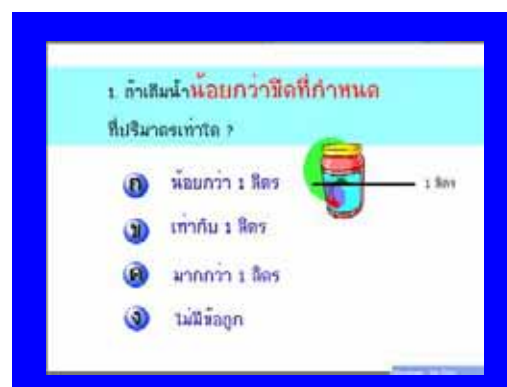 1. ถ้าเติมน้ำน้อยกว่าขีดที่กำหนด
ที่ปริมาตรเท่าใด ?
ก น้อยกว่า 1 ลิตร
1 ลิตร
ข เท่ากับ 1 ลิตร
ค มากกว่า 1 ลิตร
ง ไม่มีข้อถูก